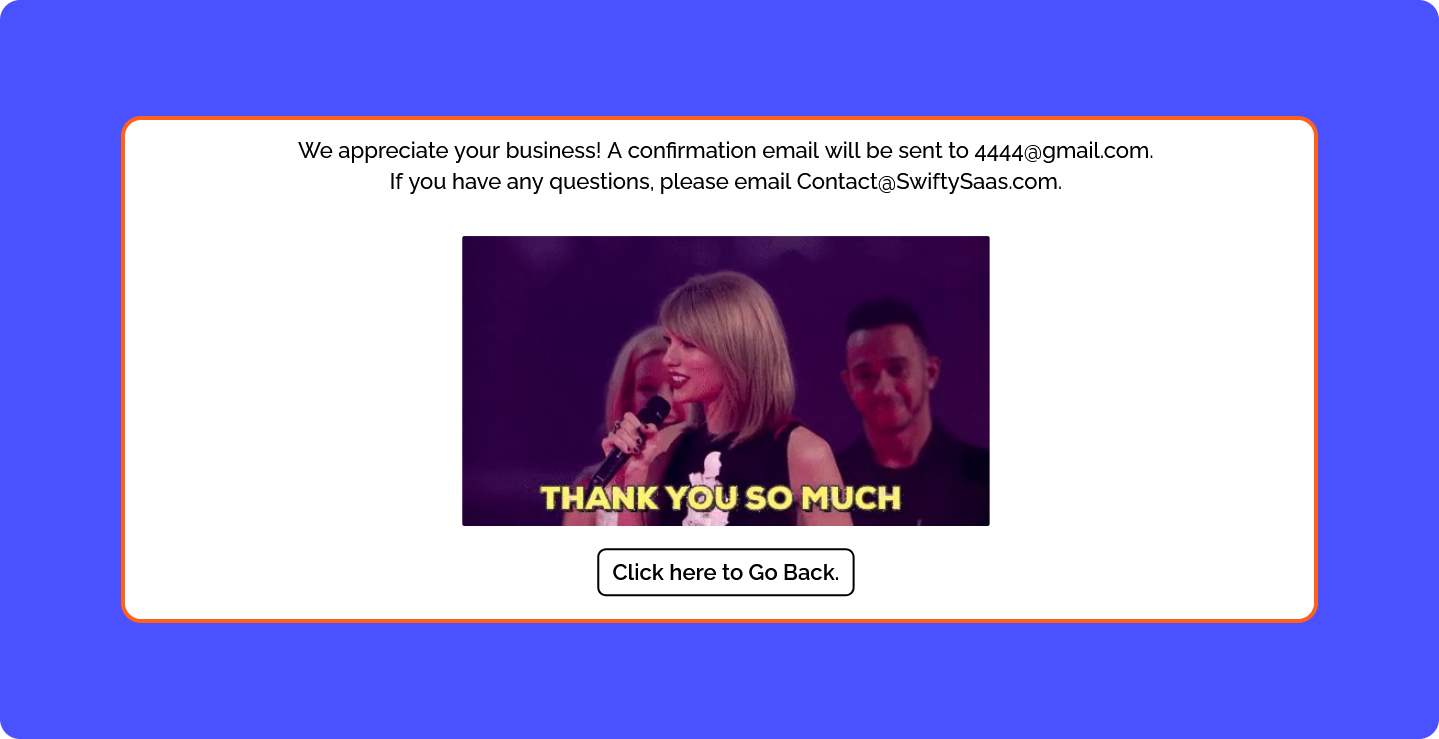 We appreciate your business! A confirmation email will be sent to 4444@gmail.com.
If you have any questions, please email Contact@SwiftySaas.com.
THANK YOU SO MUCH
Click here to Go Back.